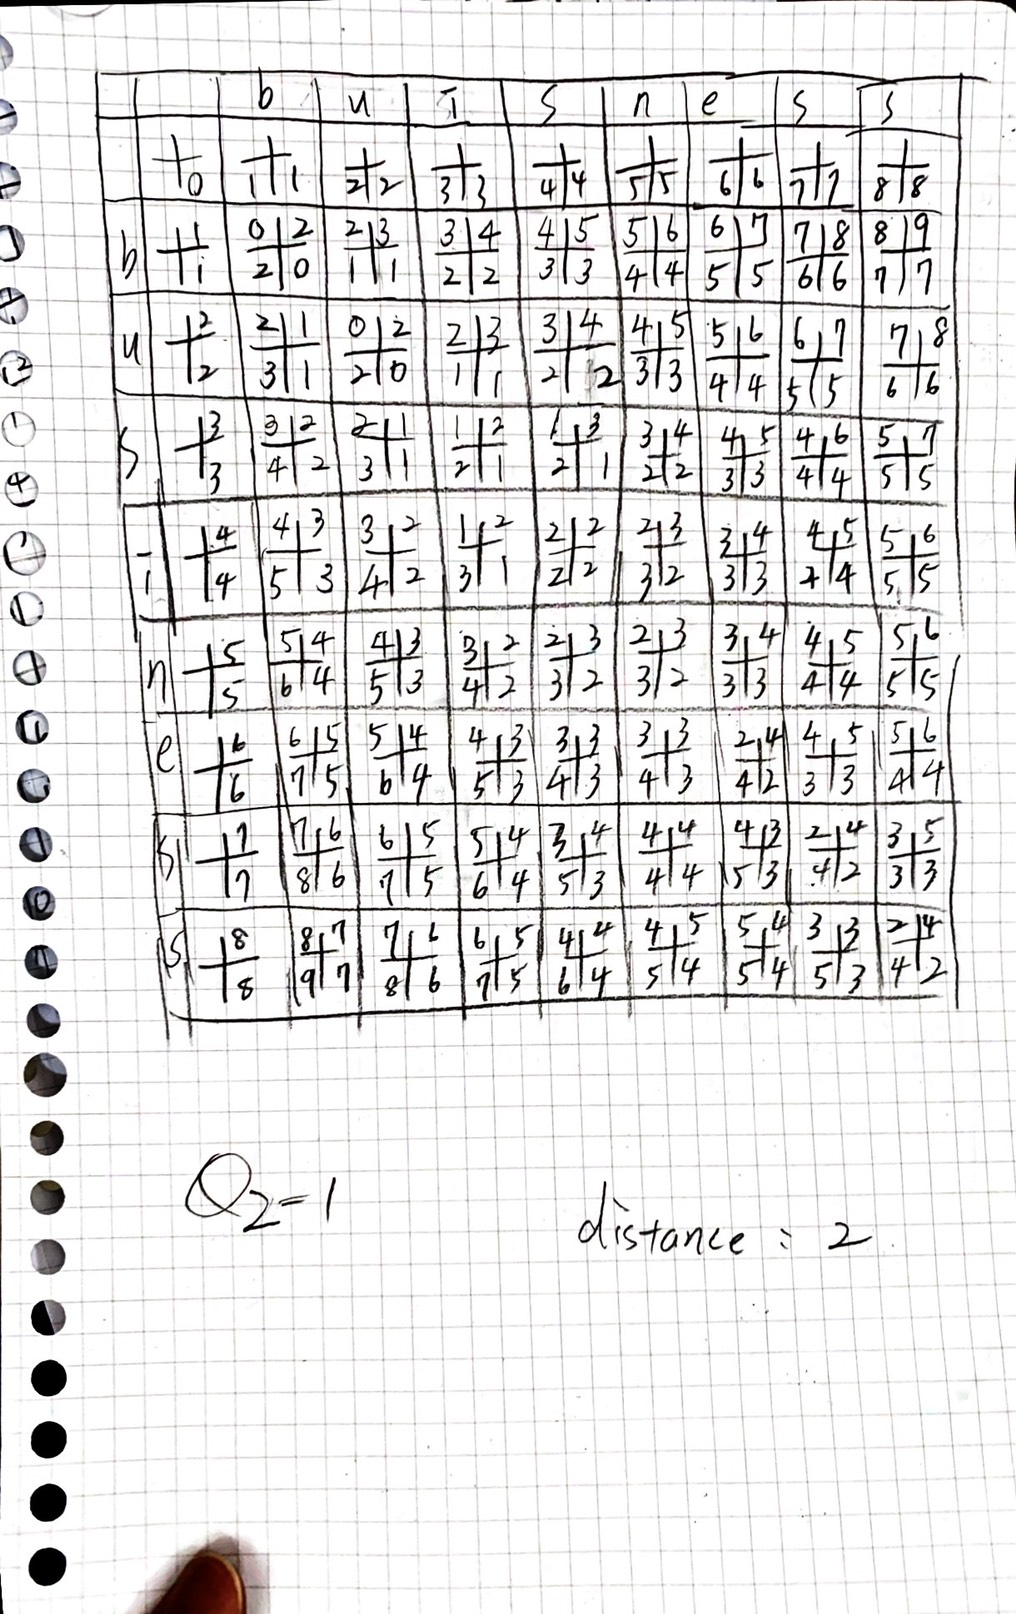 b u i s n e s s
0 1 1 2 2 3 3 4 4 5 5 6 6 7 7 8 8
1 0 2 2 3 3 4 4 5 5 6 6 7 7 8 8 9
b 1 2 0 1 1 2 2 3 3 4 4 5 5 6 6 7 7
2 2 1 0 2 2 3 3 4 4 5 5 6 6 7 7 8
u 2 3 1 2 0 1 1 2 2 3 3 4 4 5 5 6 6
3 3 2 2 1 1 2 1 3 3 4 4 5 4 6 5 7
s 3 4 2 3 1 2 1 2 1 2 2 3 3 4 4 5 5
4 4 3 3 2 1 2 2 2 2 3 3 4 4 5 5 6
i 4 5 3 4 2 3 1 2 2 3 2 3 3 4 4 5 5
5 5 4 4 3 3 2 2 3 2 3 3 4 4 5 5 6
n 5 6 4 5 3 4 2 3 2 3 2 3 3 4 4 5 5
6 6 5 5 4 4 3 3 3 3 3 2 4 4 5 5 6
e 6 7 5 6 4 5 3 4 3 4 3 4 2 3 3 4 4
7 7 6 6 5 5 4 3 4 4 4 4 3 2 4 3 5
s 7 8 6 7 5 6 4 5 3 4 4 5 3 4 2 3 3
8 8 7 7 6 6 5 4 4 4 5 5 4 3 3 2 4
s 8 9 7 8 6 7 5 6 4 5 4 5 4 5 3 4 2
Q2=1
distance : 2